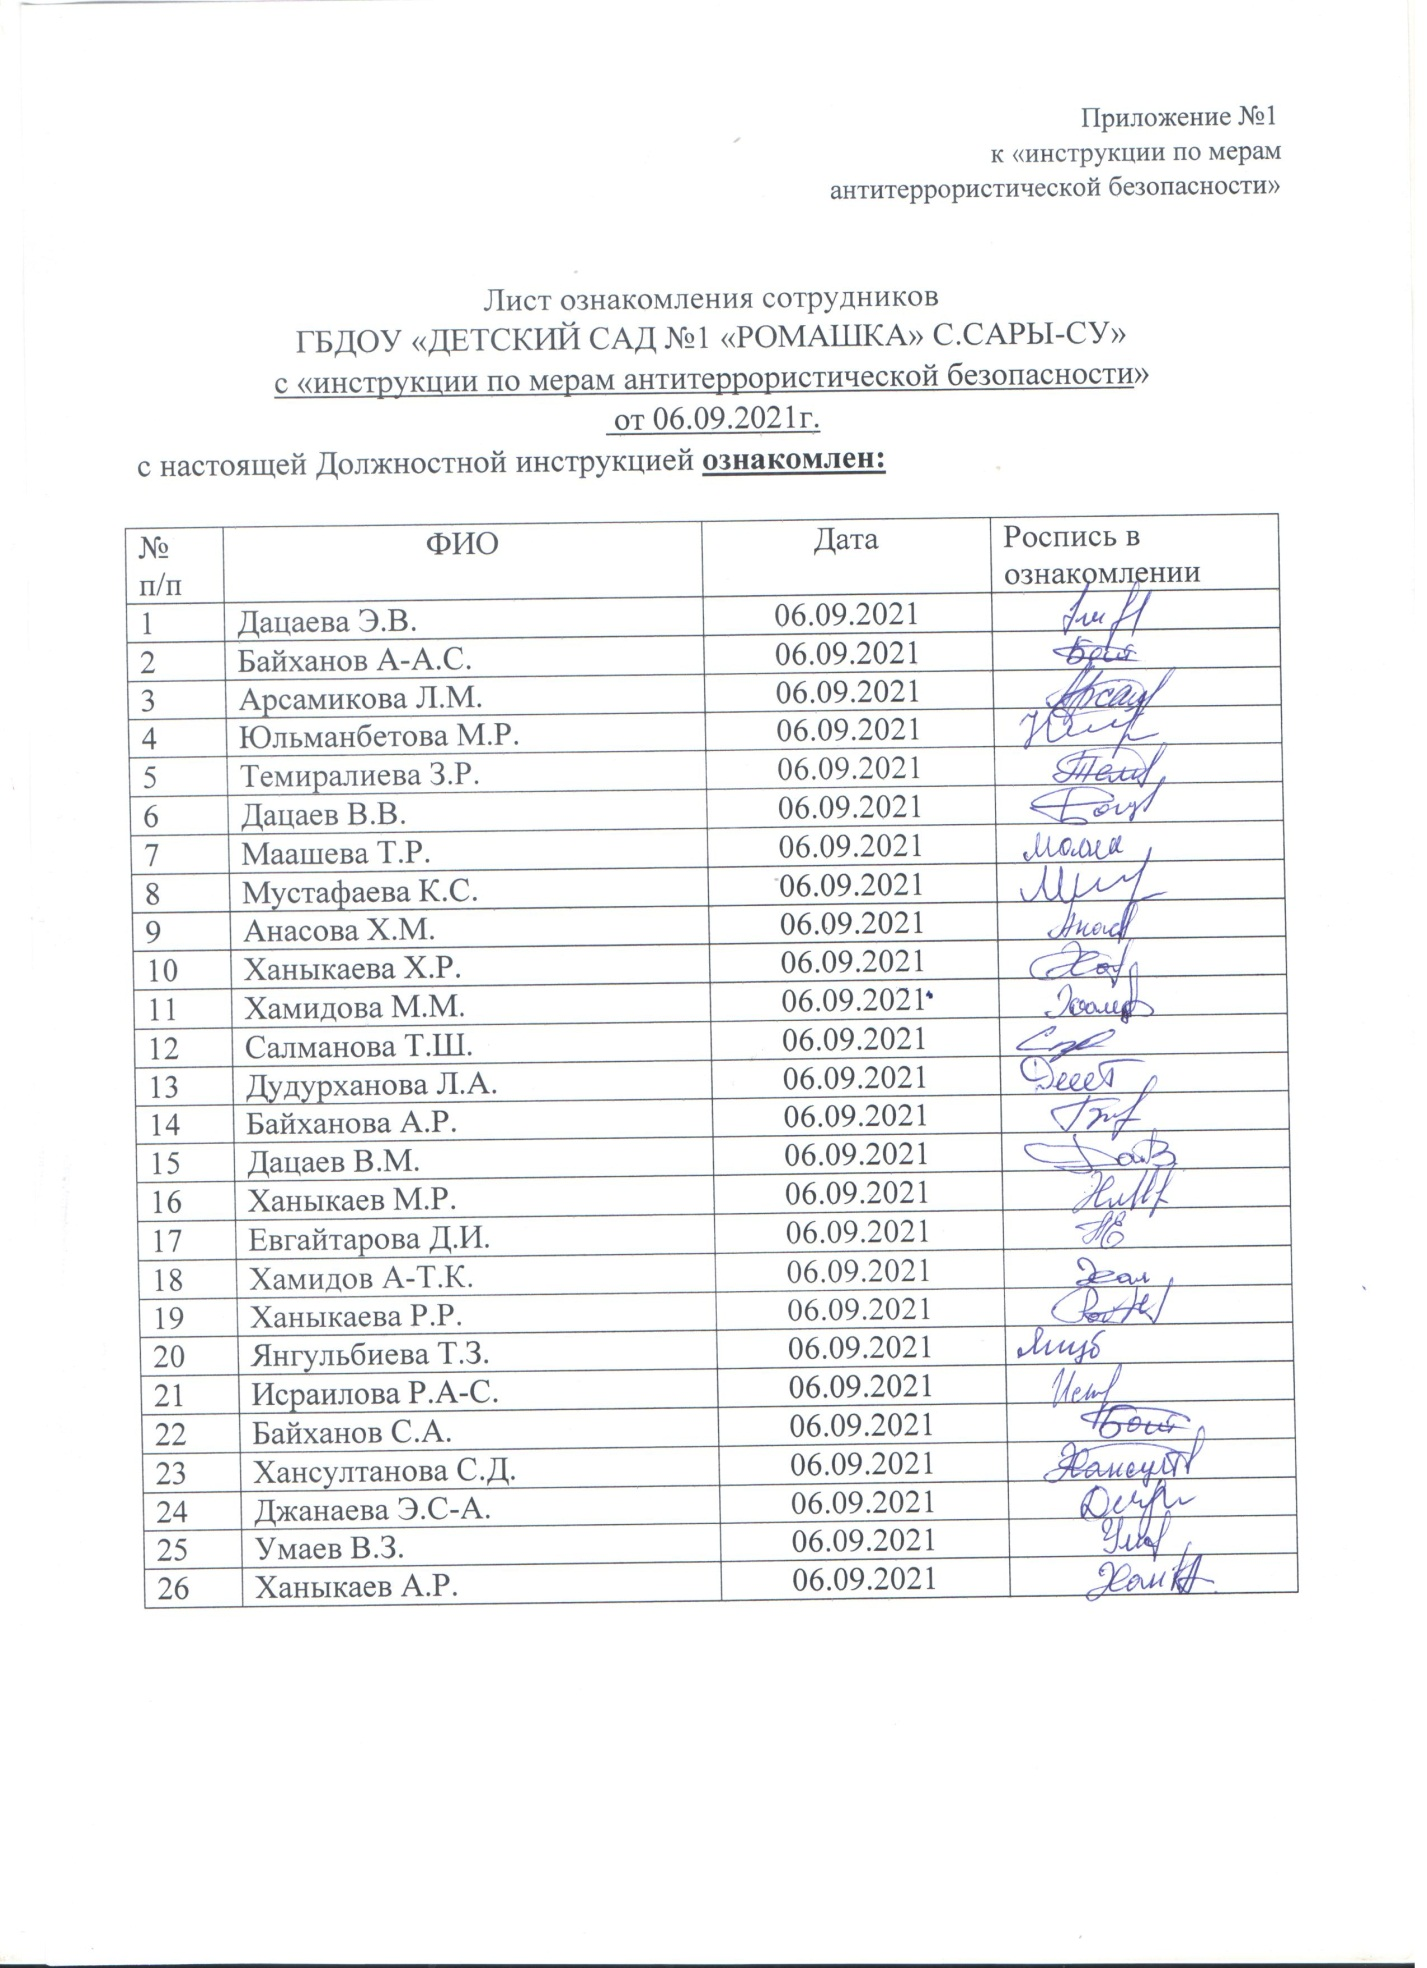 Приложение №1
к «инструкции по мерам
антитеррористической безопасности»
Лист ознакомления сотрудников
ГБДОУ «ДЕТСКИЙ САД №1 «РОМАШКА» С.САРЫ-СУ»
с «инструкции по мерам антитеррористической безопасности»
от 06.09.2021г.
с настоящей Должностной инструкцией ознакомлен:
№ п/п ФИО Дата Роспись в ознакомлении
1 Дацаева Э.В. 06.09.2021
2 Байханов А-А.С. 06.09.2021
3 Арсамикова Л.М. 06.09.2021
4 Юльманбетова М.Р. 06.09.2021
5 Темиралиева З.Р. 06.09.2021
6 Дацаев В.В. 06.09.2021
7 Маашева Т.Р. 06.09.2021
8 Мустафаева К.С. 06.09.2021
9 Анасова Х.М. 06.09.2021
10 Ханыкаева Х.Р. 06.09.2021
11 Хамидова М.М. 06.09.2021
12 Салманова Т.Ш. 06.09.2021
13 Дудурханова Л.А. 06.09.2021
14 Байханова А.Р. 06.09.2021
15 Дацаев В.М. 06.09.2021
16 Ханыкаев М.Р. 06.09.2021
17 Евгайтарова Д.И. 06.09.2021
18 Хамидов А-Т.К. 06.09.2021
19 Ханыкаева Р.Р. 06.09.2021
20 Янгульбиева Т.З. 06.09.2021
21 Исраилова Р.А-С. 06.09.2021
22 Байханов С.А. 06.09.2021
23 Хансултанова С.Д. 06.09.2021
24 Джанаева Э.С-А. 06.09.2021
25 Умаев В.З. 06.09.2021
26 Ханыкаев А.Р. 06.09.2021